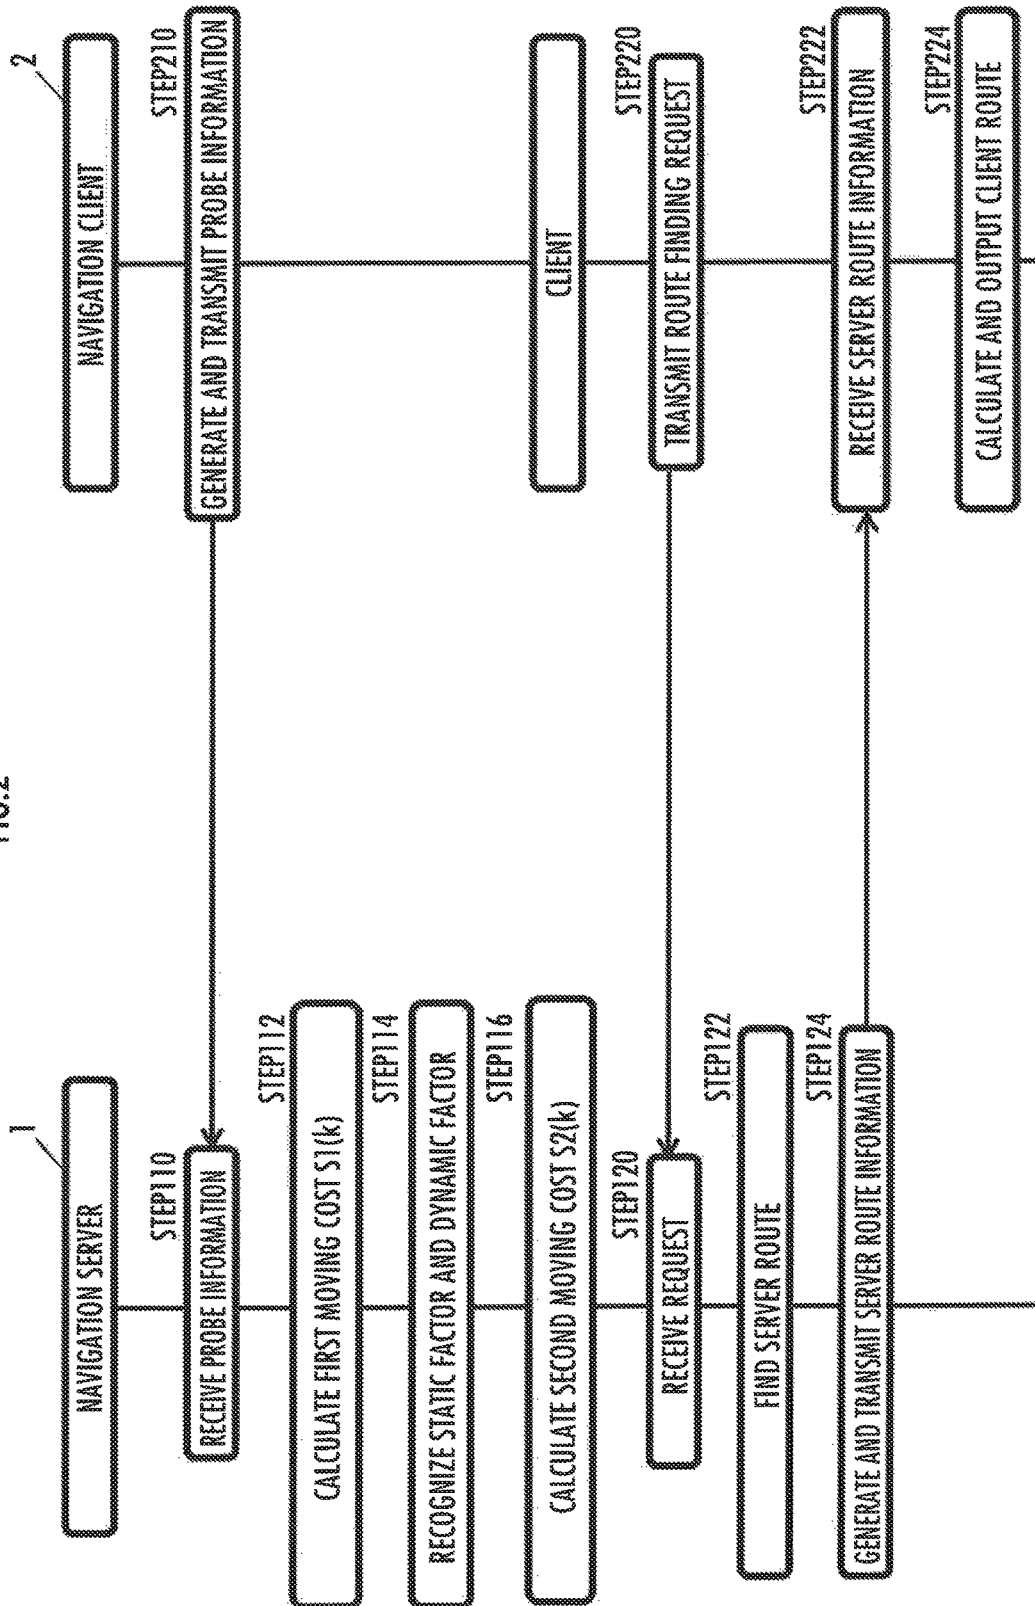 FIG.2
1
NAVIGATION SERVER
2
NAVIGATION CLIENT
STEP210
GENERATE AND TRANSMIT PROBE INFORMATION
STEP110
RECEIVE PROBE INFORMATION
STEP112
CALCULATE FIRST MOVING COST S1(k)
STEP114
RECOGNIZE STATIC FACTOR AND DYNAMIC FACTOR
STEP116
CALCULATE SECOND MOVING COST S2(k)
CLIENT
STEP220
TRANSMIT ROUTE FINDING REQUEST
STEP120
RECEIVE REQUEST
STEP122
FIND SERVER ROUTE
STEP124
GENERATE AND TRANSMIT SERVER ROUTE INFORMATION
STEP222
RECEIVE SERVER ROUTE INFORMATION
STEP224
CALCULATE AND OUTPUT CLIENT ROUTE